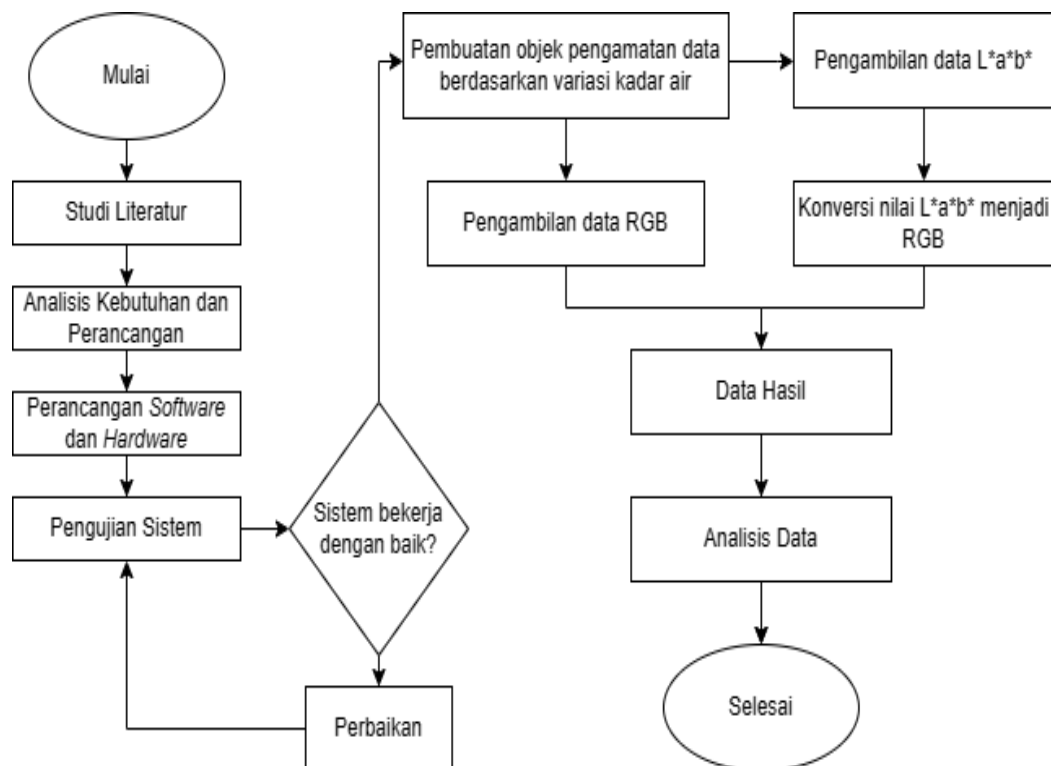 Mulai
Studi Literatur
Analisis Kebutuhan dan
Perancangan
Perancangan Software
dan Hardware
Pengujian Sistem
Sistem bekerja
dengan baik?
Perbaikan
Pembuatan objek pengamatan data
berdasarkan variasi kadar air
Pengambilan data L*a*b*
Pengambilan data RGB
Konversi nilai L*a*b* menjadi
RGB
Data Hasil
Analisis Data
Selesai